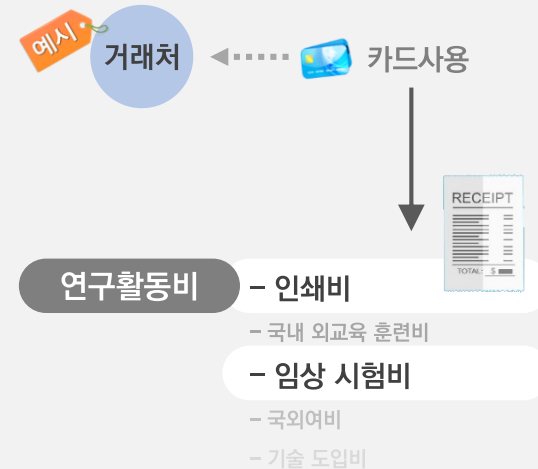 예시
거래처
카드사용
RECEIPT
TOTAL: $
연구활동비
- 인쇄비
- 국내 외교육 훈련비
- 임상 시험비
- 국외여비
- 기술 도입비